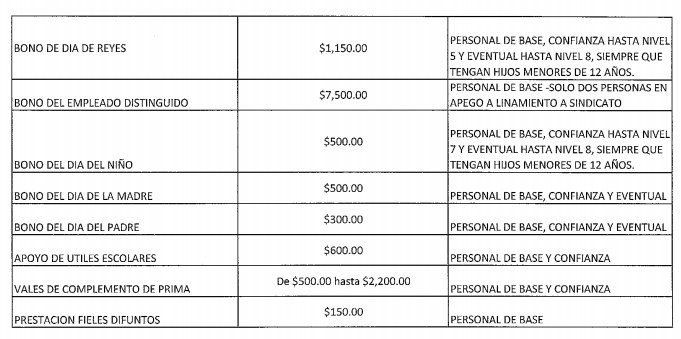 BONO DE DIA DE REYES
$1,150.00
PERSONAL DE BASE, CONFIANZA HASTA NIVEL
5 Y EVENTUAL HASTA NIVEL 8, SIEMPRE QUE
TENGAN HIJOS MENORES DE 12 AÑOS.
BONO DEL EMPLEADO DISTINGUIDO
$7,500.00
PERSONAL DE BASE -SOLO DOS PERSONAS EN
APEGO A LINAMIENTO A SINDICATO
BONO DEL DIA DEL NIÑO
$500.00
PERSONAL DE BASE, CONFIANZA HASTA NIVEL
7 Y EVENTUAL HASTA NIVEL 8, SIEMPRE QUE
TENGAN HIJOS MENORES DE 12 AÑOS.
BONO DEL DIA DE LA MADRE
$500.00
PERSONAL DE BASE, CONFIANZA Y EVENTUAL
BONO DEL DIA DEL PADRE
$300.00
PERSONAL DE BASE, CONFIANZA Y EVENTUAL
APOYO DE UTILES ESCOLARES
$600.00
PERSONAL DE BASE Y CONFIANZA
VALES DE COMPLEMENTO DE PRIMA
De $500.00 hasta $2,200.00
PERSONAL DE BASE Y CONFIANZA
PRESTACION FIELES DIFUNTOS
$150.00
PERSONAL DE BASE